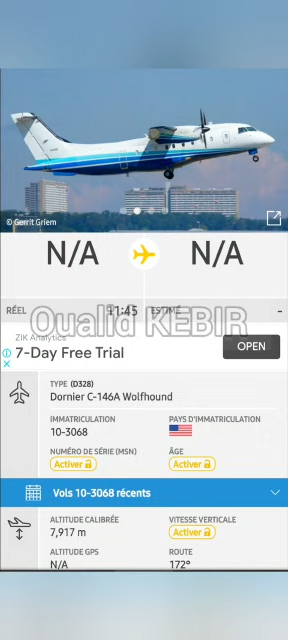 © Gerrit Griem
N/A N/A
RÉEL 11:45 ESTIMÉ -
Oualid KEBIR
ZIK Analytics
7-Day Free Trial
OPEN
TYPE (D328)
Dornier C-146A Wolfhound
IMMATRICULATION PAYS D'IMMATRICULATION
10-3068
NUMÉRO DE SÉRIE (MSN) ÂGE
Activer Activer
Vols 10-3068 récents
ALTITUDE CALIBRÉE VITESSE VERTICALE
7,917 m Activer
ALTITUDE GPS ROUTE
N/A 172°